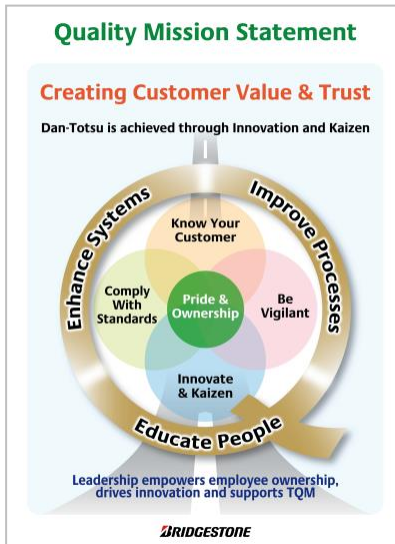 Quality Mission Statement
Creating Customer Value & Trust
Dan-Totsu is achieved through Innovation and Kaizen
Enhance Systems
Improve Processes
Know Your
Customer
Comply
With
Standards
Pride &
Ownership
Be
Vigilant
Innovate
& Kaizen
Educate People
Leadership empowers employee ownership,
drives innovation and supports TQM
BRIDGESTONE